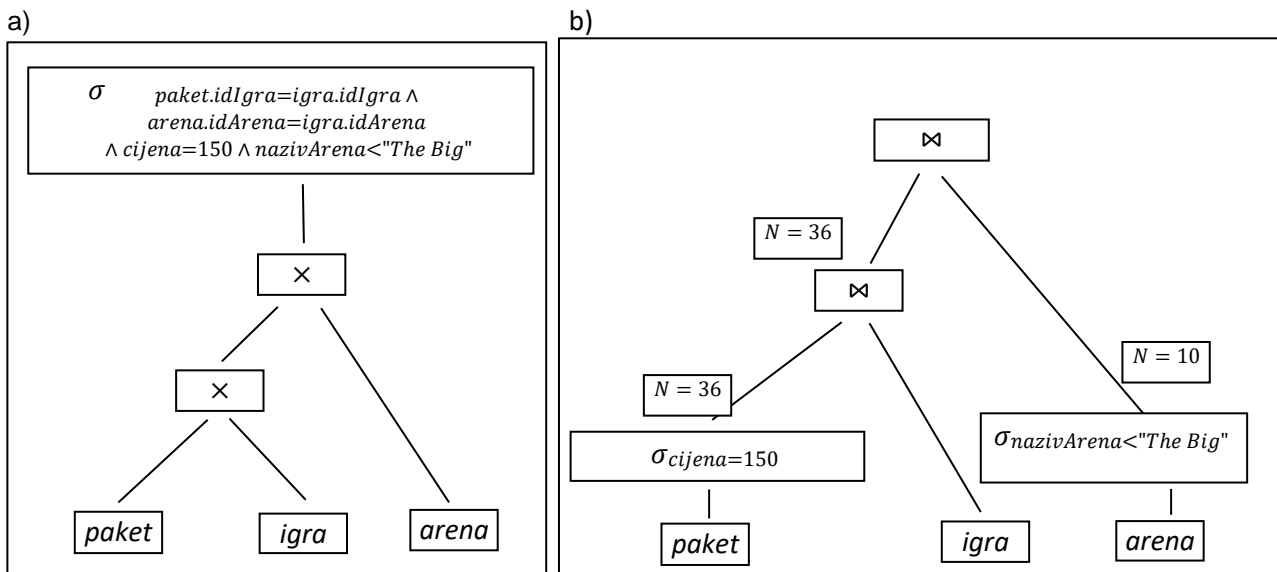 a)
σ paket.idIgra=igra.idIgra ∧
arena.idArena=igra.idArena
∧ cijena=150 ∧ nazivArena<"The Big"
×
×
paket
igra
arena
b)
⋈
N = 36
⋈
N = 10
N = 36
σnazivArena<"The Big"
σcijena=150
paket
igra
arena